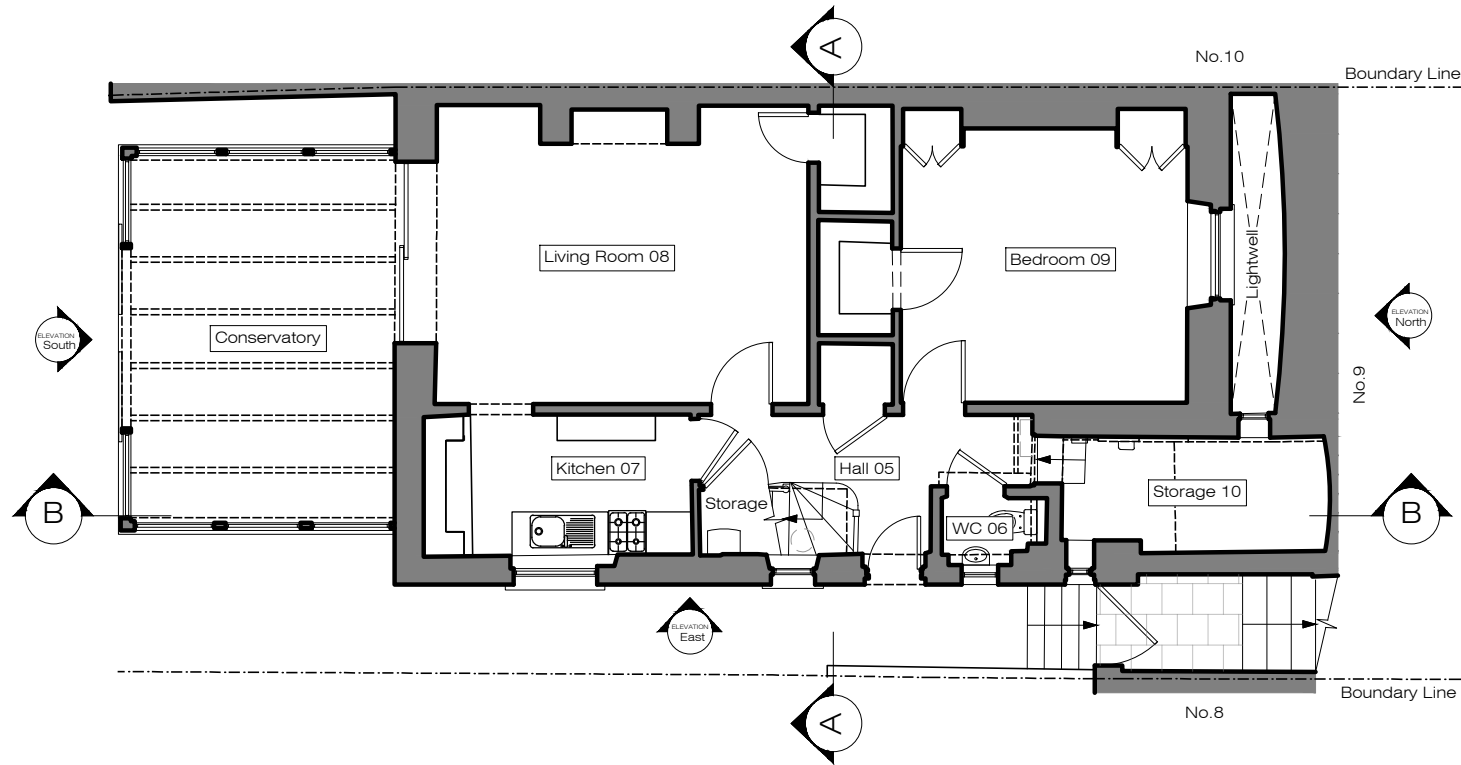 A
No.10
Boundary Line
Living Room 08
Bedroom 09
Lightwell
ELEVATION
South
Conservatory
ELEVATION
North
No.9
Kitchen 07
Hall 05
Storage
Storage 10
B
B
WC 06
ELEVATION
East
A
Boundary Line
No.8